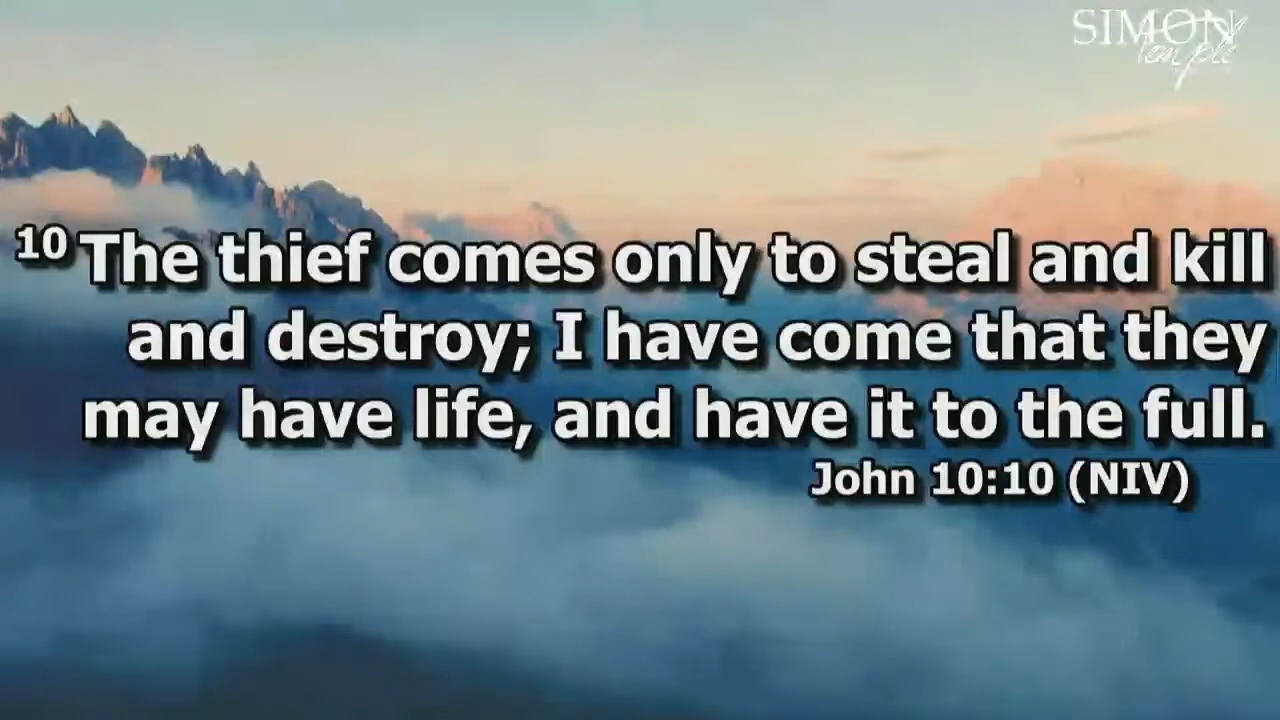 SIMON
Temple
10 The thief comes only to steal and kill
and destroy; I have come that they
may have life, and have it to the full.
John 10:10 (NIV)